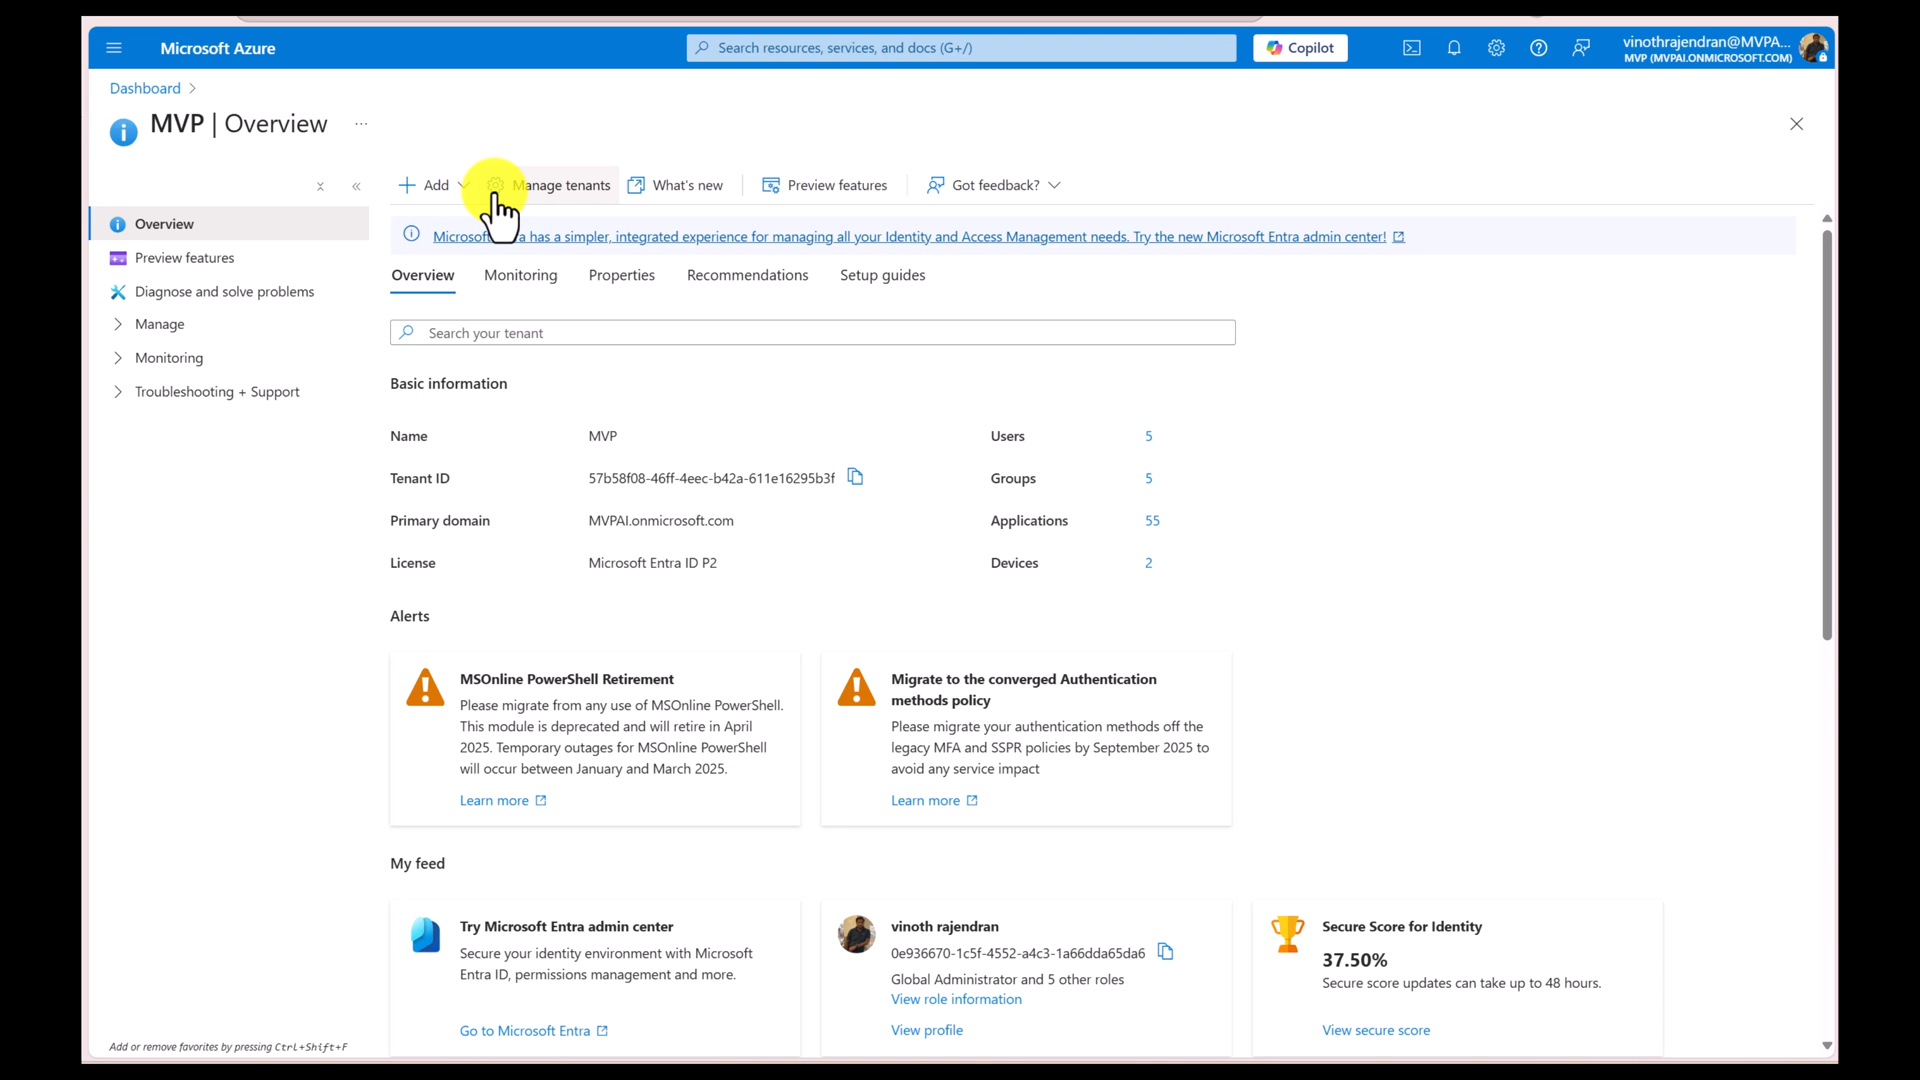 Microsoft Azure
Search resources, services, and docs (G+/)
Copilot
vinothrajendran@MVPA...
MVP (MVPAI.ONMICROSOFT.COM)
Dashboard
MVP | Overview
...
Add
Manage tenants
What's new
Preview features
Got feedback?
Overview
Preview features
Diagnose and solve problems
Manage
Monitoring
Troubleshooting + Support
Add or remove favorites by pressing Ctrl+Shift+F
Microsoft has a simpler, integrated experience for managing all your Identity and Access Management needs. Try the new Microsoft Entra admin center!
Overview
Monitoring
Properties
Recommendations
Setup guides
Search your tenant
Basic information
Name
MVP
Users
5
Tenant ID
57b58f08-46ff-4eec-b42a-611e16295b3f
Groups
5
Primary domain
MVPAI.onmicrosoft.com
Applications
55
License
Microsoft Entra ID P2
Devices
2
Alerts
MSOnline PowerShell Retirement
Please migrate from any use of MSOnline PowerShell.
This module is deprecated and will retire in April
2025. Temporary outages for MSOnline PowerShell
will occur between January and March 2025.
Learn more
Migrate to the converged Authentication
methods policy
Please migrate your authentication methods off the
legacy MFA and SSPR policies by September 2025 to
avoid any service impact
Learn more
My feed
Try Microsoft Entra admin center
Secure your identity environment with Microsoft
Entra ID, permissions management and more.
Go to Microsoft Entra
vinoth rajendran
0e936670-1c5f-4552-a4c3-1a66dda65da6
Global Administrator and 5 other roles
View role information
View profile
Secure Score for Identity
37.50%
Secure score updates can take up to 48 hours.
View secure score